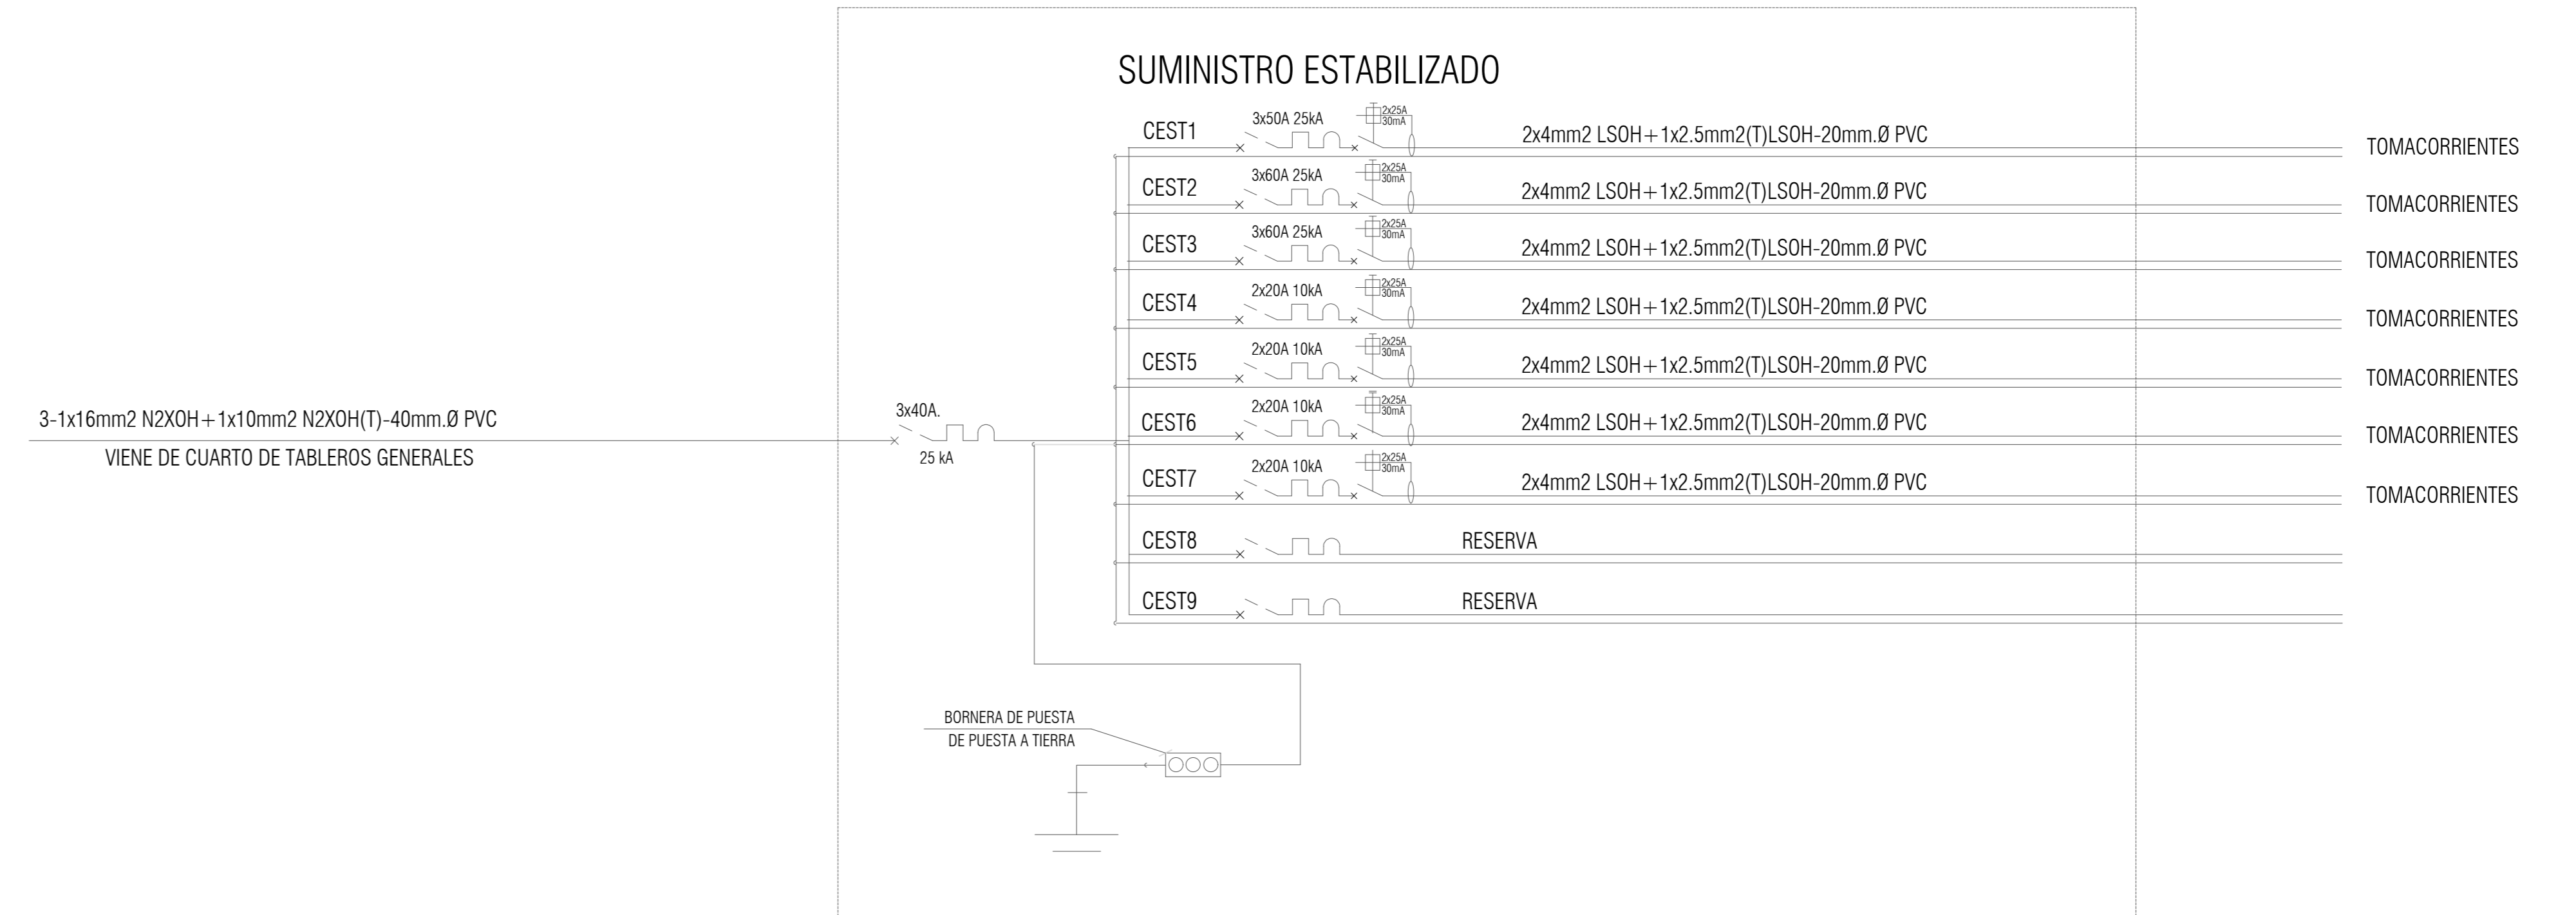 SUMINISTRO ESTABILIZADO
CEST1
3x50A 25kA
2x25A
30mA
2x4mm2 LSOH+1x2.5mm2(T)LSOH-20mm.Ø PVC
TOMACORRIENTES
CEST2
3x60A 25kA
2x25A
30mA
2x4mm2 LSOH+1x2.5mm2(T)LSOH-20mm.Ø PVC
TOMACORRIENTES
CEST3
3x60A 25kA
2x25A
30mA
2x4mm2 LSOH+1x2.5mm2(T)LSOH-20mm.Ø PVC
TOMACORRIENTES
CEST4
2x20A 10kA
2x25A
30mA
2x4mm2 LSOH+1x2.5mm2(T)LSOH-20mm.Ø PVC
TOMACORRIENTES
CEST5
2x20A 10kA
2x25A
30mA
2x4mm2 LSOH+1x2.5mm2(T)LSOH-20mm.Ø PVC
TOMACORRIENTES
3-1x16mm2 N2XOH+1x10mm2 N2XOH(T)-40mm.Ø PVC
VIENE DE CUARTO DE TABLEROS GENERALES
3x40A.
25 kA
CEST6
2x20A 10kA
2x25A
30mA
2x4mm2 LSOH+1x2.5mm2(T)LSOH-20mm.Ø PVC
TOMACORRIENTES
CEST7
2x20A 10kA
2x25A
30mA
2x4mm2 LSOH+1x2.5mm2(T)LSOH-20mm.Ø PVC
TOMACORRIENTES
CEST8
RESERVA
CEST9
RESERVA
BORNERA DE PUESTA
DE PUESTA A TIERRA